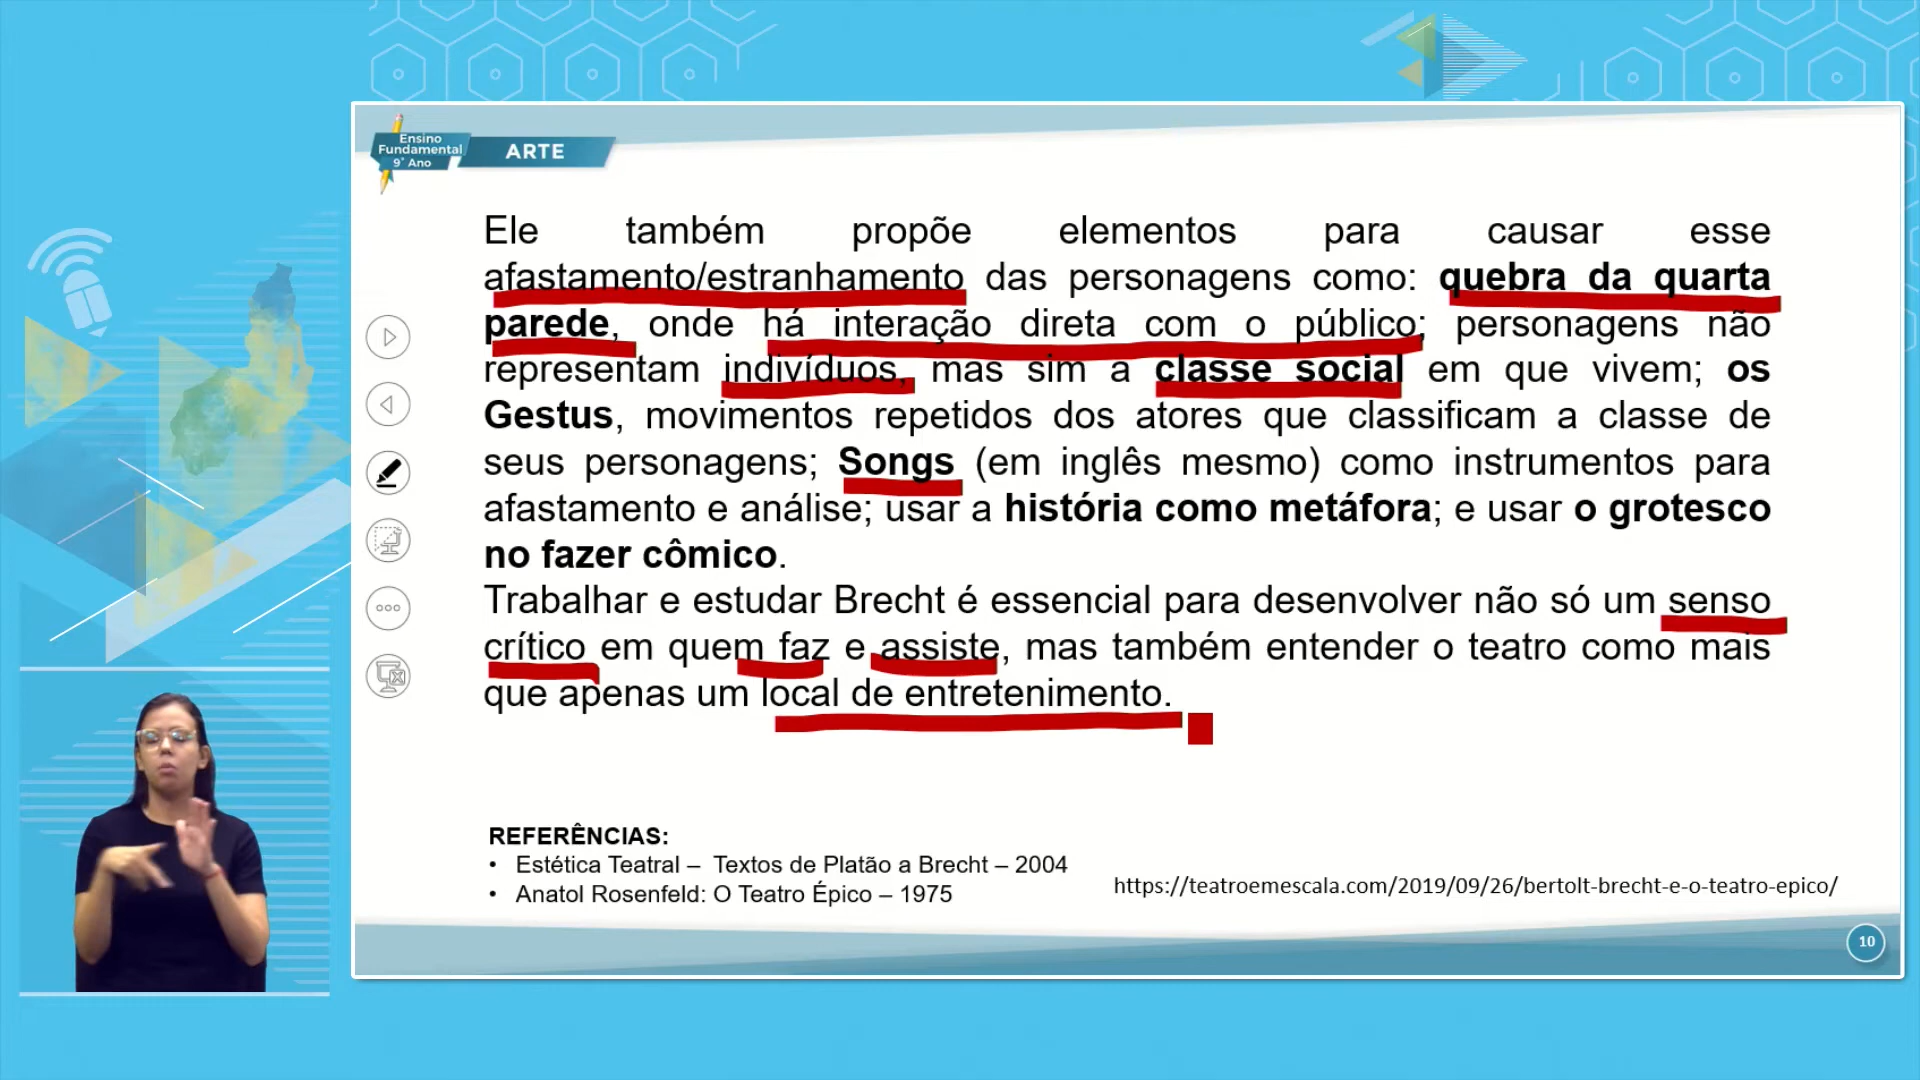 Ensino
Fundamental
9° Ano
ARTE
Ele também propõe elementos para causar esse
afastamento/estranhamento das personagens como: quebra da quarta
parede, onde há interação direta com o público; personagens não
representam indivíduos, mas sim a classe social em que vivem; os
Gestus, movimentos repetidos dos atores que classificam a classe de
seus personagens; Songs (em inglês mesmo) como instrumentos para
afastamento e análise; usar a história como metáfora; e usar o grotesco
no fazer cômico.
Trabalhar e estudar Brecht é essencial para desenvolver não só um senso
crítico em quem faz e assiste, mas também entender o teatro como mais
que apenas um local de entretenimento.
REFERÊNCIAS:
• Estética Teatral – Textos de Platão a Brecht – 2004
• Anatol Rosenfeld: O Teatro Épico – 1975
https://teatroemescala.com/2019/09/26/bertolt-brecht-e-o-teatro-epico/
10